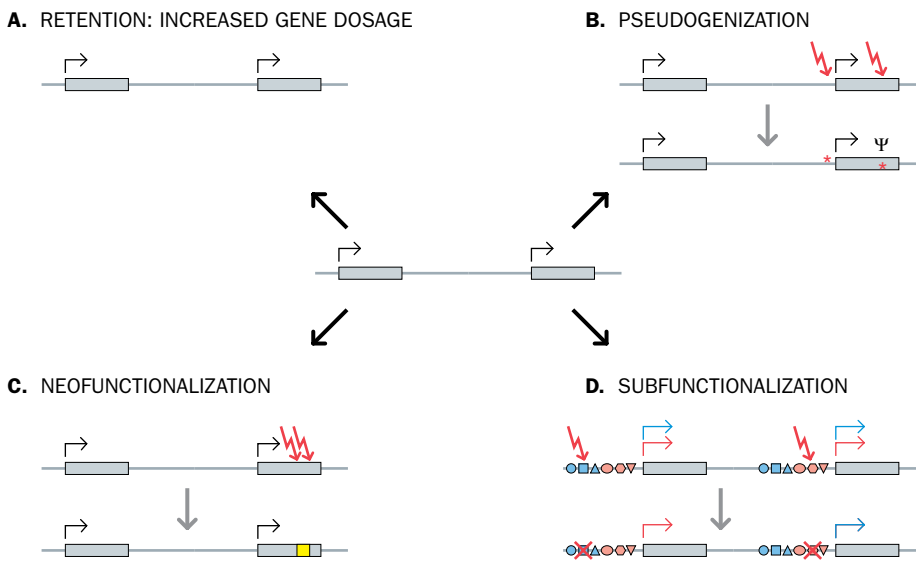 A. RETENTION: INCREASED GENE DOSAGE
B. PSEUDOGENIZATION
Ψ
*
*
C. NEOFUNCTIONALIZATION
D. SUBFUNCTIONALIZATION